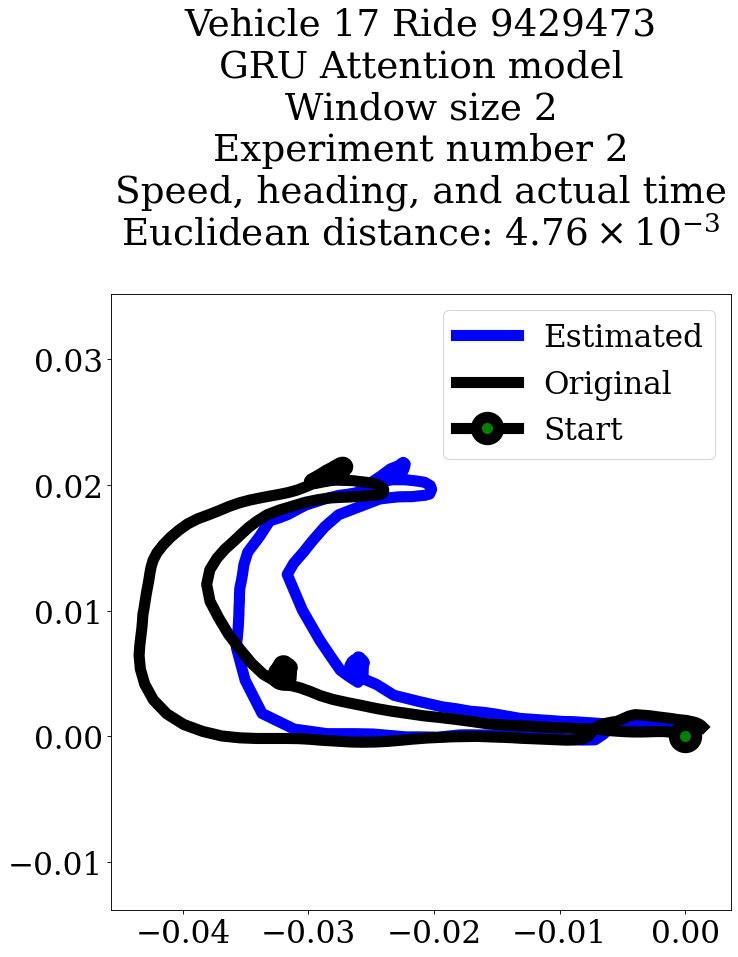 Vehicle 17 Ride 9429473
GRU Attention model
Window size 2
Experiment number 2
Speed, heading, and actual time
Euclidean distance: 4.76 × 10⁻³
Estimated
Original
Start
0.03
0.02
0.01
0.00
−0.01
−0.04 −0.03 −0.02 −0.01 0.00